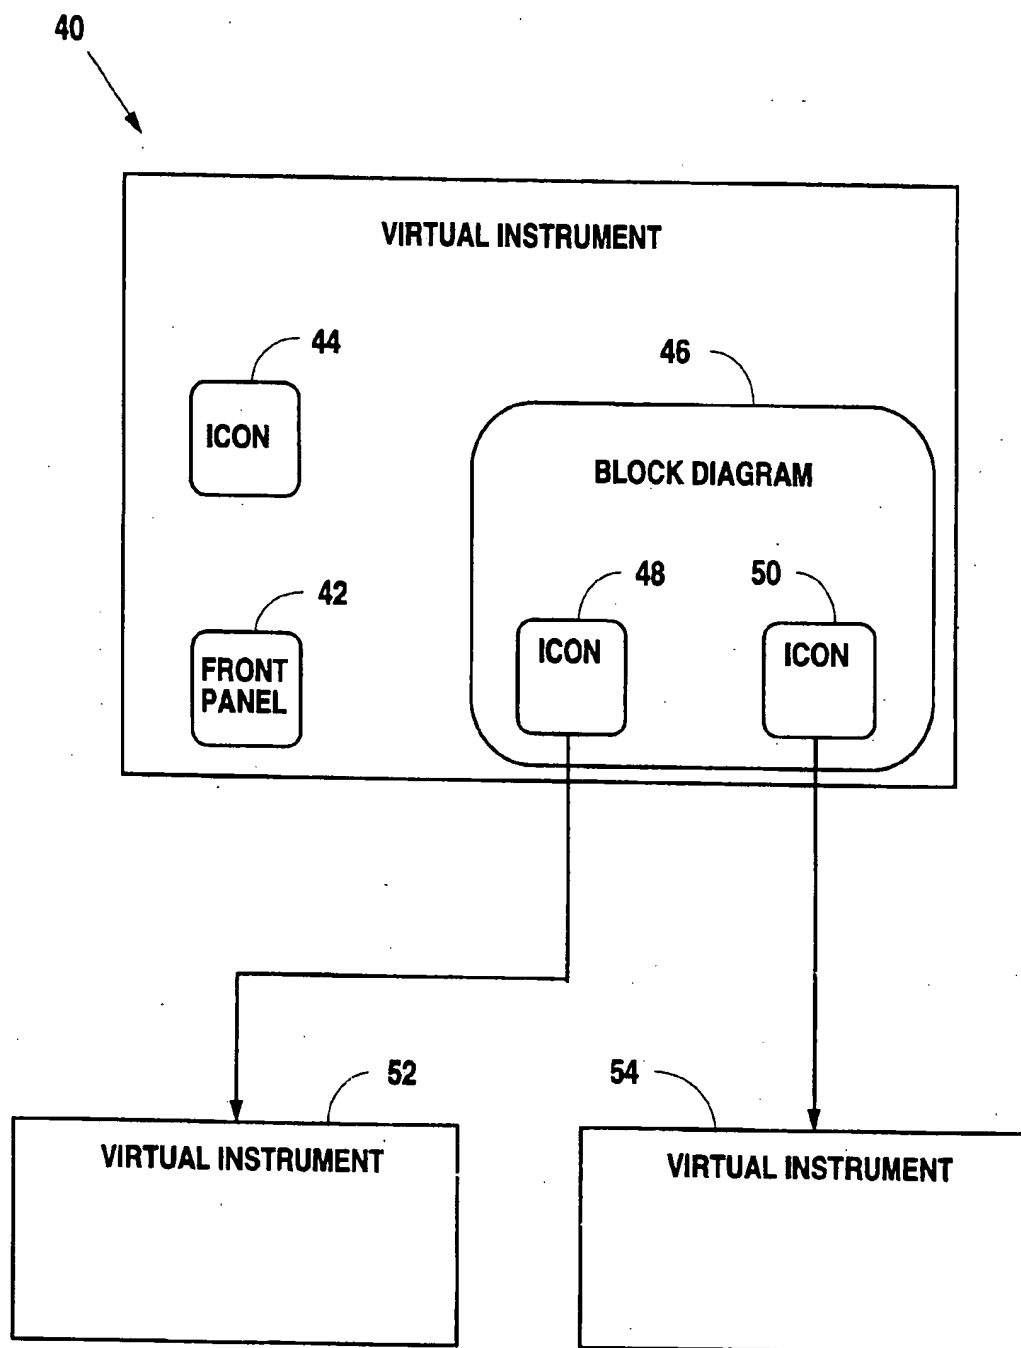 40
VIRTUAL INSTRUMENT
44
46
ICON
BLOCK DIAGRAM
42
48
50
FRONT
PANEL
ICON
ICON
52
54
VIRTUAL INSTRUMENT
VIRTUAL INSTRUMENT